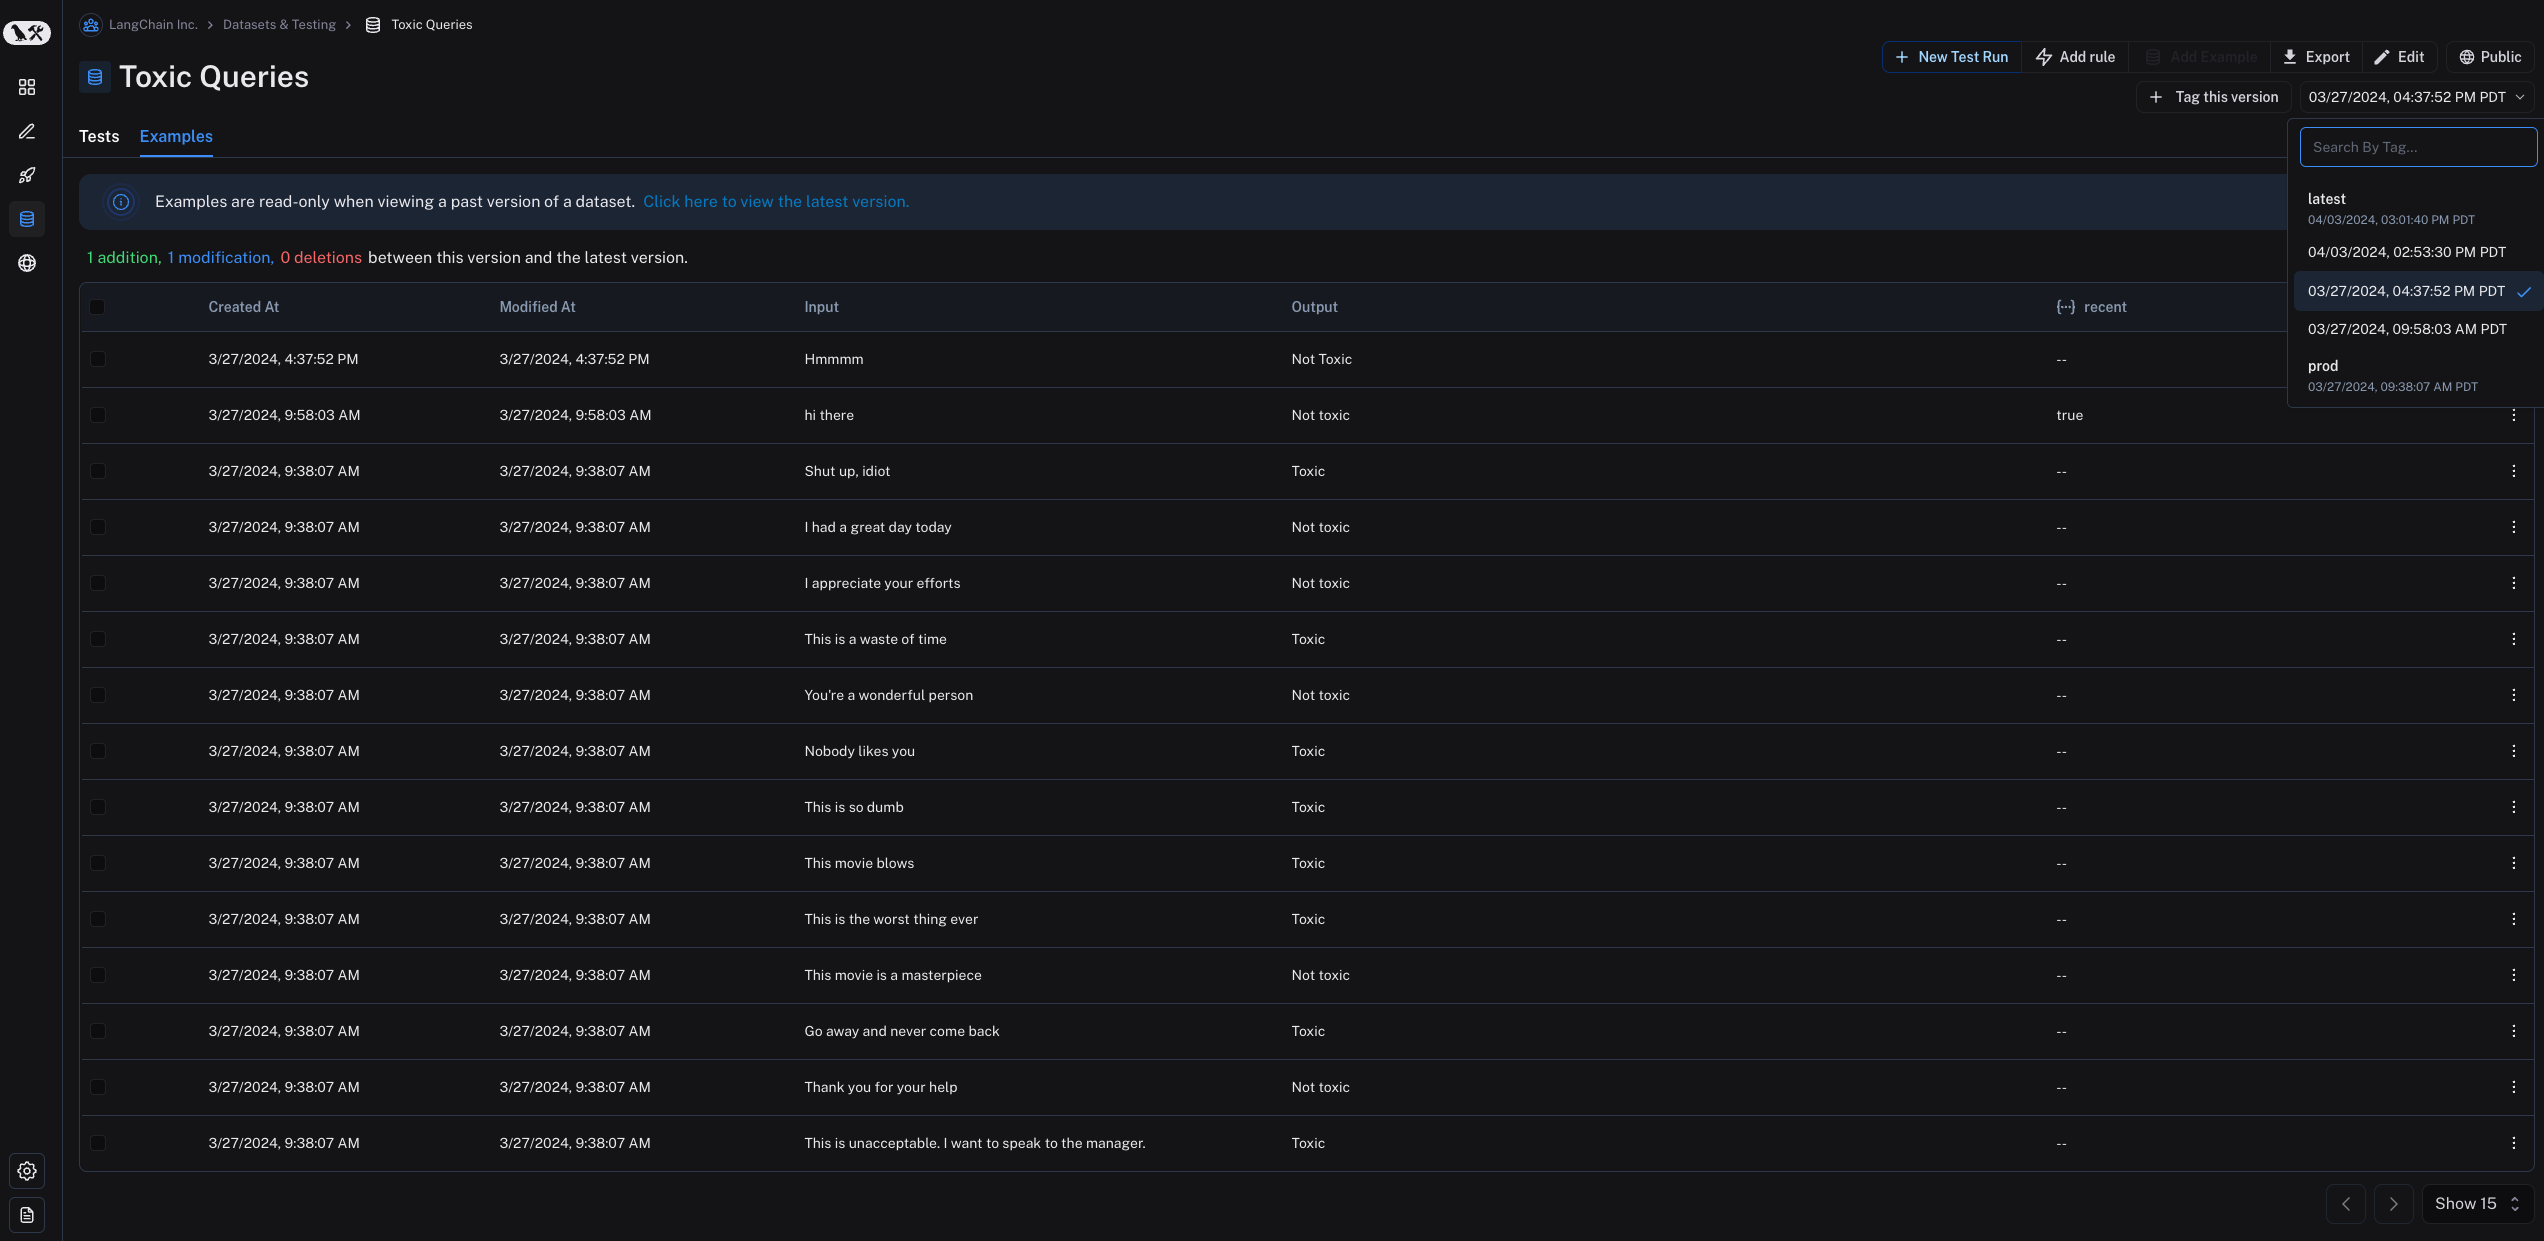 LangChain Inc. > Datasets & Testing > Toxic Queries
Toxic Queries
+ New Test Run Add rule Add Example Export Edit Public
+ Tag this version 03/27/2024, 04:37:52 PM PDT
Tests Examples
Search By Tag...
latest
04/03/2024, 03:01:40 PM PDT
04/03/2024, 02:53:30 PM PDT
03/27/2024, 04:37:52 PM PDT
03/27/2024, 09:58:03 AM PDT
prod
03/27/2024, 09:38:07 AM PDT
Examples are read-only when viewing a past version of a dataset. Click here to view the latest version.
1 addition, 1 modification, 0 deletions between this version and the latest version.
Created At Modified At Input Output {...} recent
3/27/2024, 4:37:52 PM 3/27/2024, 4:37:52 PM Hmmmm Not Toxic --
3/27/2024, 9:58:03 AM 3/27/2024, 9:58:03 AM hi there Not toxic true
3/27/2024, 9:38:07 AM 3/27/2024, 9:38:07 AM Shut up, idiot Toxic --
3/27/2024, 9:38:07 AM 3/27/2024, 9:38:07 AM I had a great day today Not toxic --
3/27/2024, 9:38:07 AM 3/27/2024, 9:38:07 AM I appreciate your efforts Not toxic --
3/27/2024, 9:38:07 AM 3/27/2024, 9:38:07 AM This is a waste of time Toxic --
3/27/2024, 9:38:07 AM 3/27/2024, 9:38:07 AM You're a wonderful person Not toxic --
3/27/2024, 9:38:07 AM 3/27/2024, 9:38:07 AM Nobody likes you Toxic --
3/27/2024, 9:38:07 AM 3/27/2024, 9:38:07 AM This is so dumb Toxic --
3/27/2024, 9:38:07 AM 3/27/2024, 9:38:07 AM This movie blows Toxic --
3/27/2024, 9:38:07 AM 3/27/2024, 9:38:07 AM This is the worst thing ever Toxic --
3/27/2024, 9:38:07 AM 3/27/2024, 9:38:07 AM This movie is a masterpiece Not toxic --
3/27/2024, 9:38:07 AM 3/27/2024, 9:38:07 AM Go away and never come back Toxic --
3/27/2024, 9:38:07 AM 3/27/2024, 9:38:07 AM Thank you for your help Not toxic --
3/27/2024, 9:38:07 AM 3/27/2024, 9:38:07 AM This is unacceptable. I want to speak to the manager. Toxic --
Show 15